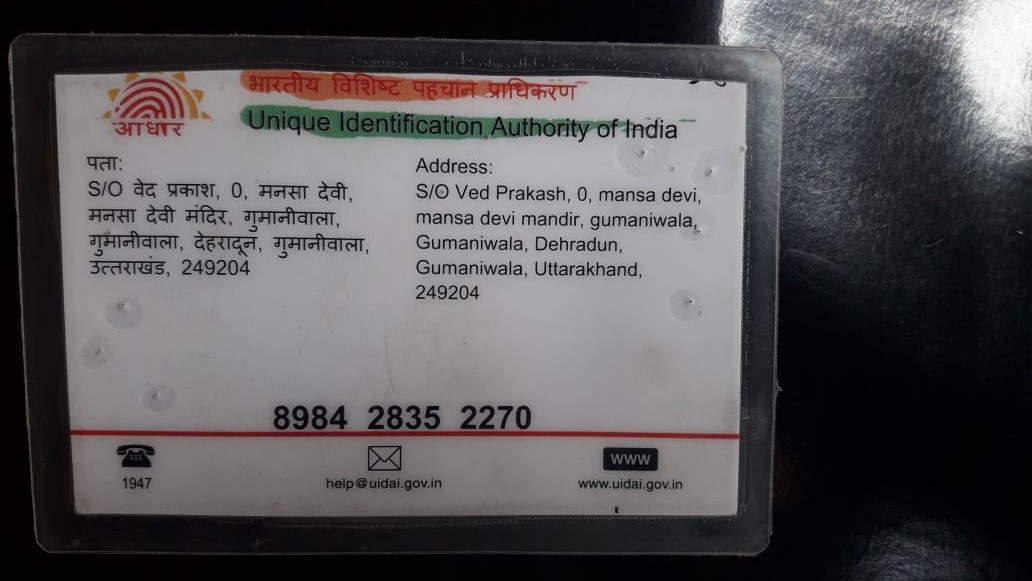 भारतीय विशिष्ट पहचान प्राधिकरण
आधार
Unique Identification Authority of India
पता:
S/O वेद प्रकाश, 0, मनसा देवी,
मनसा देवी मंदिर, गुमानीवाला,
गुमानीवाला, देहरादून, गुमानीवाला,
उत्तराखंड, 249204
Address:
S/O Ved Prakash, 0, mansa devi,
mansa devi mandir, gumaniwala,
Gumaniwala, Dehradun,
Gumaniwala, Uttarakhand,
249204
8984 2835 2270
1947
help@uidai.gov.in
www
www.uidai.gov.in